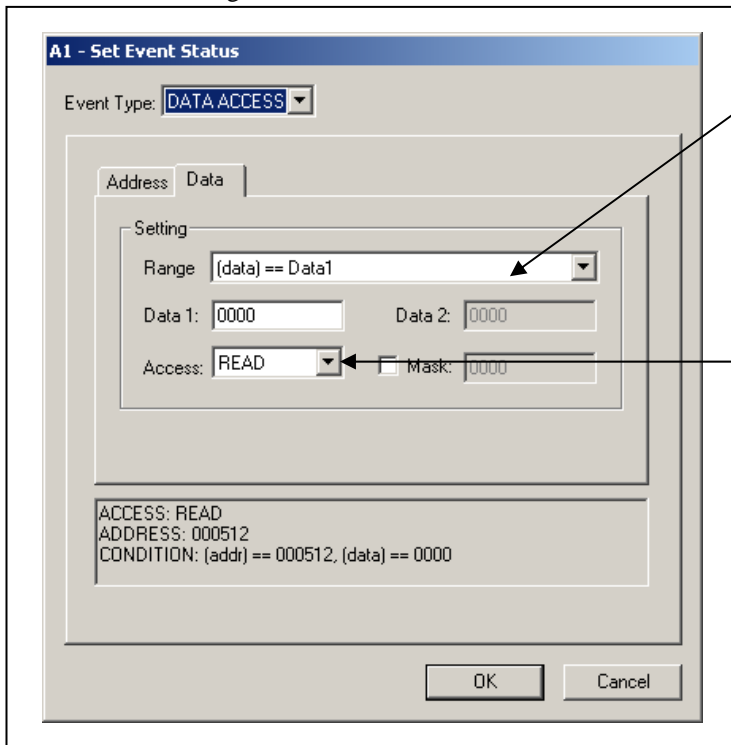 A1 - Set Event Status
Event Type: DATA ACCESS
Address Data
Setting
Range (data) == Data1
Data 1: 0000 Data 2: 0000
Access: READ Mask: 0000
ACCESS: READ
ADDRESS: 000512
CONDITION: (addr) == 000512, (data) == 0000
OK Cancel